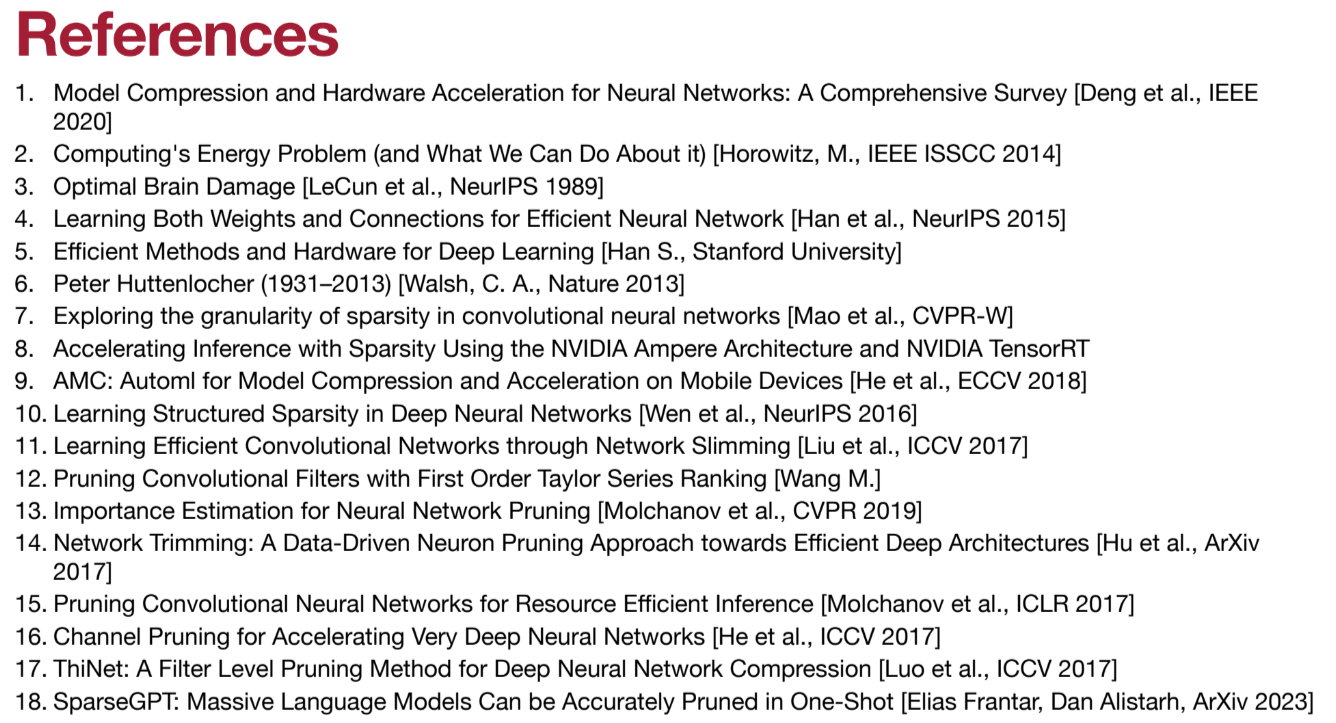 References
1. Model Compression and Hardware Acceleration for Neural Networks: A Comprehensive Survey [Deng et al., IEEE
2020]
2. Computing's Energy Problem (and What We Can Do About it) [Horowitz, M., IEEE ISSCC 2014]
3. Optimal Brain Damage [LeCun et al., NeurIPS 1989]
4. Learning Both Weights and Connections for Efficient Neural Network [Han et al., NeurIPS 2015]
5. Efficient Methods and Hardware for Deep Learning [Han S., Stanford University]
6. Peter Huttenlocher (1931–2013) [Walsh, C. A., Nature 2013]
7. Exploring the granularity of sparsity in convolutional neural networks [Mao et al., CVPR-W]
8. Accelerating Inference with Sparsity Using the NVIDIA Ampere Architecture and NVIDIA TensorRT
9. AMC: Automl for Model Compression and Acceleration on Mobile Devices [He et al., ECCV 2018]
10. Learning Structured Sparsity in Deep Neural Networks [Wen et al., NeurIPS 2016]
11. Learning Efficient Convolutional Networks through Network Slimming [Liu et al., ICCV 2017]
12. Pruning Convolutional Filters with First Order Taylor Series Ranking [Wang M.]
13. Importance Estimation for Neural Network Pruning [Molchanov et al., CVPR 2019]
14. Network Trimming: A Data-Driven Neuron Pruning Approach towards Efficient Deep Architectures [Hu et al., ArXiv
2017]
15. Pruning Convolutional Neural Networks for Resource Efficient Inference [Molchanov et al., ICLR 2017]
16. Channel Pruning for Accelerating Very Deep Neural Networks [He et al., ICCV 2017]
17. ThiNet: A Filter Level Pruning Method for Deep Neural Network Compression [Luo et al., ICCV 2017]
18. SparseGPT: Massive Language Models Can be Accurately Pruned in One-Shot [Elias Frantar, Dan Alistarh, ArXiv 2023]